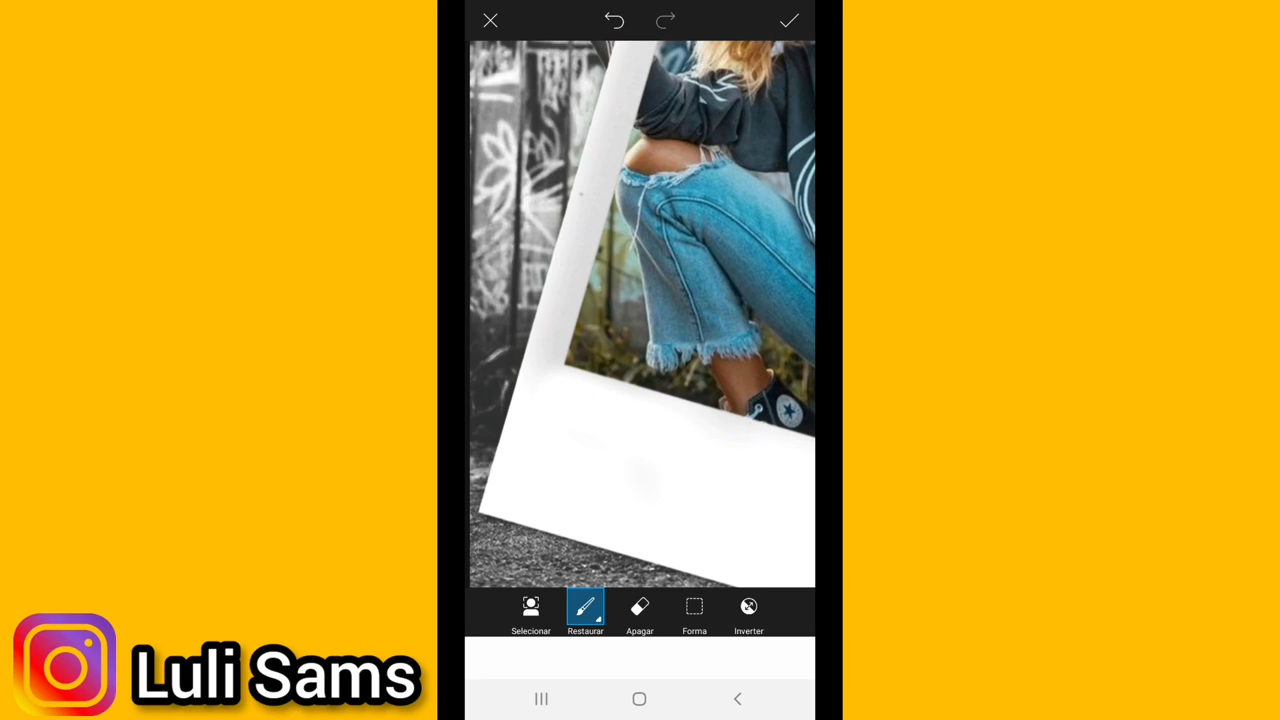 Selecionar
Restaurar
Apagar
Forma
Inverter
Luli Sams